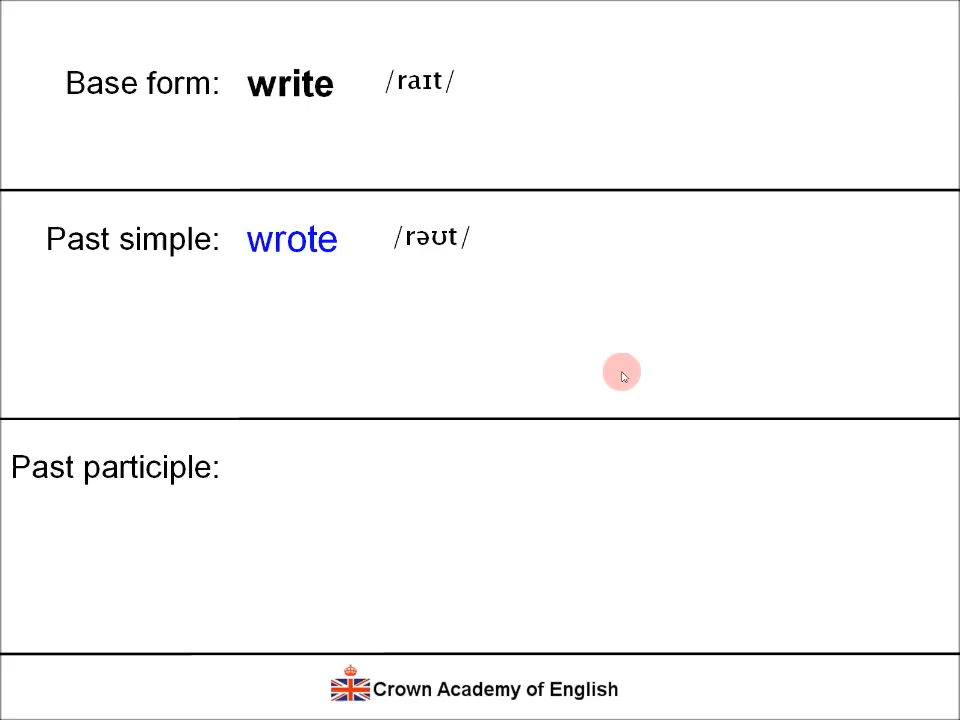 Base form: write /raɪt/
Past simple: wrote /rəʊt/
Past participle:
Crown Academy of English